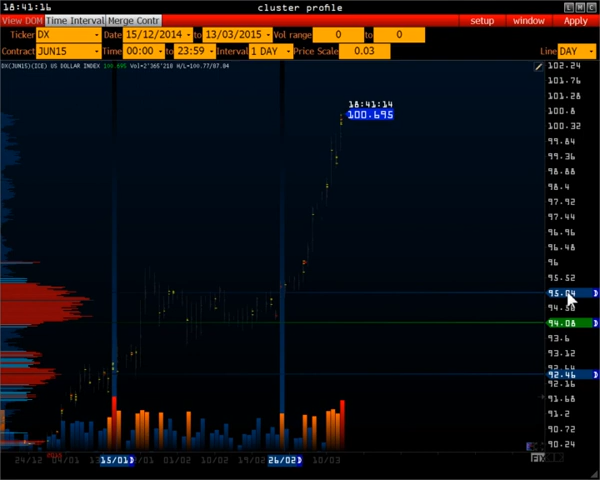 18:41:16 cluster profile L M C
View DOM Time Interval Merge Contr setup window Apply
Ticker DX Date 15/12/2014 to 13/03/2015 Vol range 0 to 0
Contract JUN15 Time 00:00 to 23:59 Interval 1 DAY Price Scale 0.03 Line DAY
DX(JUN15)(ICE) US DOLLAR INDEX 100.695 Vol=2'365'218 H/L=100.77/87.84
102.24
101.76
101.28
18:41:14
100.8
100.695
100.32
99.84
99.36
98.88
98.4
97.92
97.44
96.96
96.48
96
95.52
95.04 D
94.56
94.08 D
93.6
93.12
92.46 D
92.16
91.68
91.2
90.72
90.24
24/12 04/01 15/01 D 01/02 10/02 19/02 26/02 D 10/03